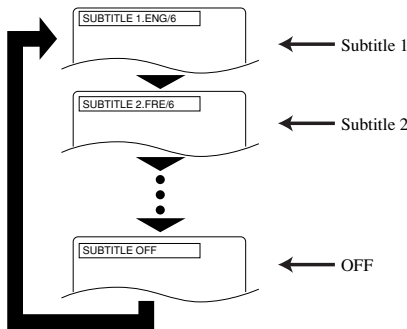 SUBTITLE 1.ENG/6
Subtitle 1
SUBTITLE 2.FRE/6
Subtitle 2
SUBTITLE OFF
OFF